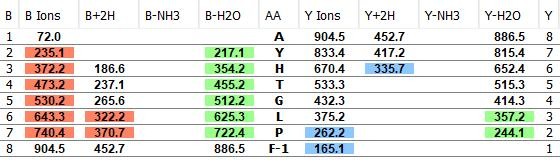 B B Ions B+2H B-NH3 B-H2O AA Y Ions Y+2H Y-NH3 Y-H2O Y
1 72.0 A 904.5 452.7 886.5 8
2 235.1 217.1 Y 833.4 417.2 815.4 7
3 372.2 186.6 354.2 H 670.4 335.7 652.4 6
4 473.2 237.1 455.2 T 533.3 515.3 5
5 530.2 265.6 512.2 G 432.3 414.3 4
6 643.3 322.2 625.3 L 375.2 357.2 3
7 740.4 370.7 722.4 P 262.2 244.1 2
8 904.5 452.7 886.5 F-1 165.1 1